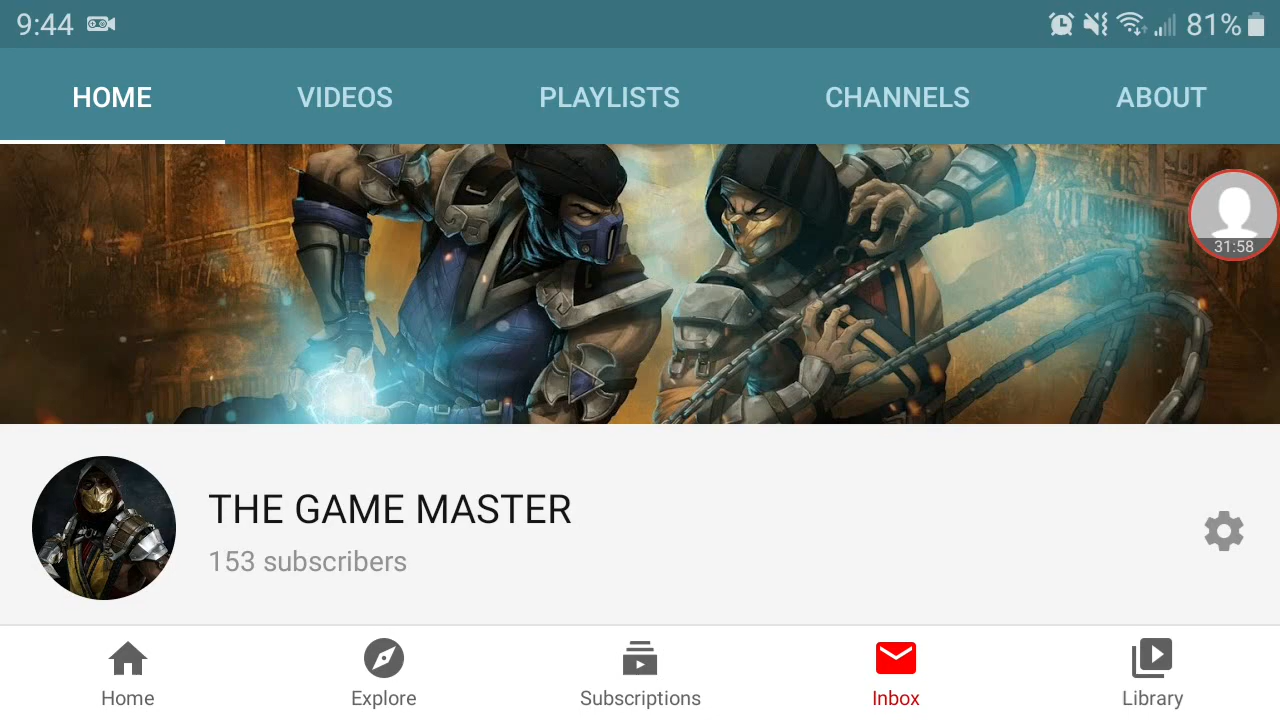 9:44 81%
HOME VIDEOS PLAYLISTS CHANNELS ABOUT
31:58
THE GAME MASTER
153 subscribers
Home Explore Subscriptions Inbox Library